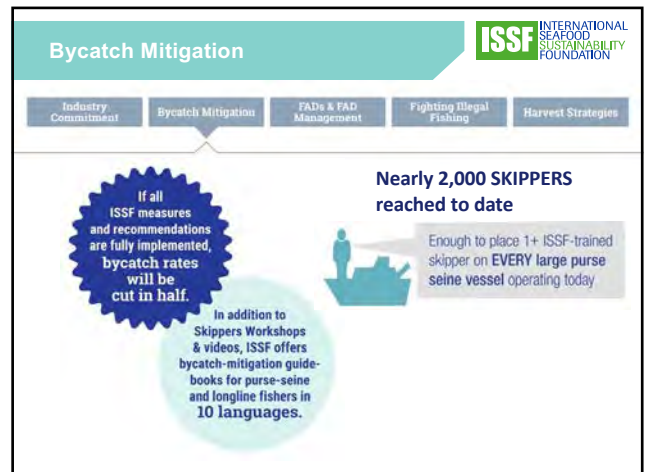 Bycatch Mitigation
ISSF
INTERNATIONAL
SEAFOOD
SUSTAINABILITY
FOUNDATION
Industry
Commitment
Bycatch Mitigation
FADs & FAD
Management
Fighting Illegal
Fishing
Harvest Strategies
If all
ISSF measures
and recommendations
are fully implemented,
bycatch rates
will be
cut in half.
Nearly 2,000 SKIPPERS
reached to date
Enough to place 1+ ISSF-trained
skipper on EVERY large purse
seine vessel operating today
In addition to
Skippers Workshops
& videos, ISSF offers
bycatch-mitigation guide-
books for purse-seine
and longline fishers in
10 languages.